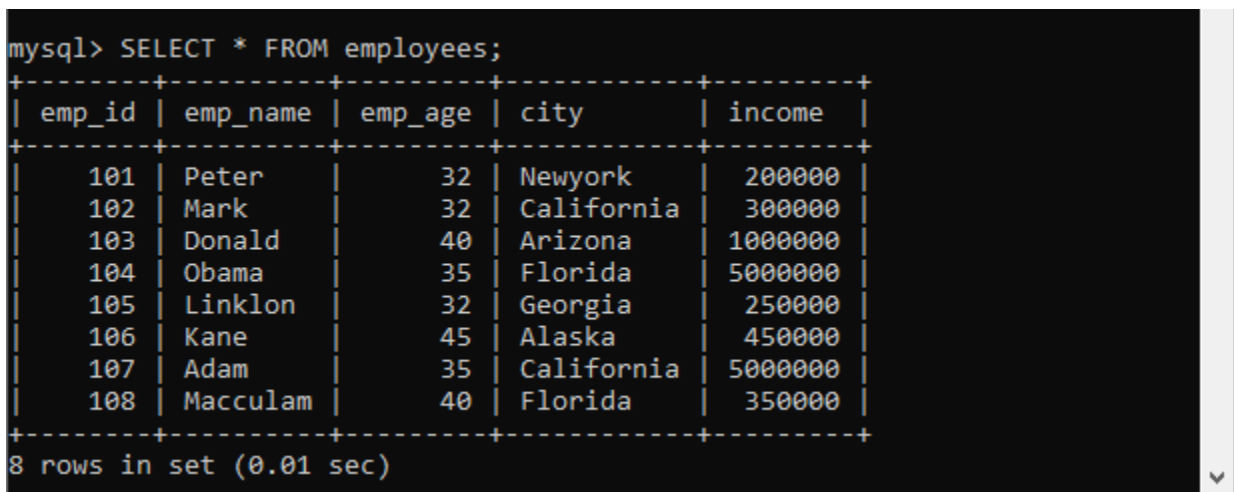 mysql> SELECT * FROM employees;
+--------+----------+---------+------------+---------+
| emp_id | emp_name | emp_age | city       | income  |
+--------+----------+---------+------------+---------+
|    101 | Peter    |      32 | Newyork    |  200000 |
|    102 | Mark     |      32 | California |  300000 |
|    103 | Donald   |      40 | Arizona    | 1000000 |
|    104 | Obama    |      35 | Florida    | 5000000 |
|    105 | Linklon  |      32 | Georgia    |  250000 |
|    106 | Kane     |      45 | Alaska     |  450000 |
|    107 | Adam     |      35 | California | 5000000 |
|    108 | Macculam |      40 | Florida    |  350000 |
+--------+----------+---------+------------+---------+
8 rows in set (0.01 sec)